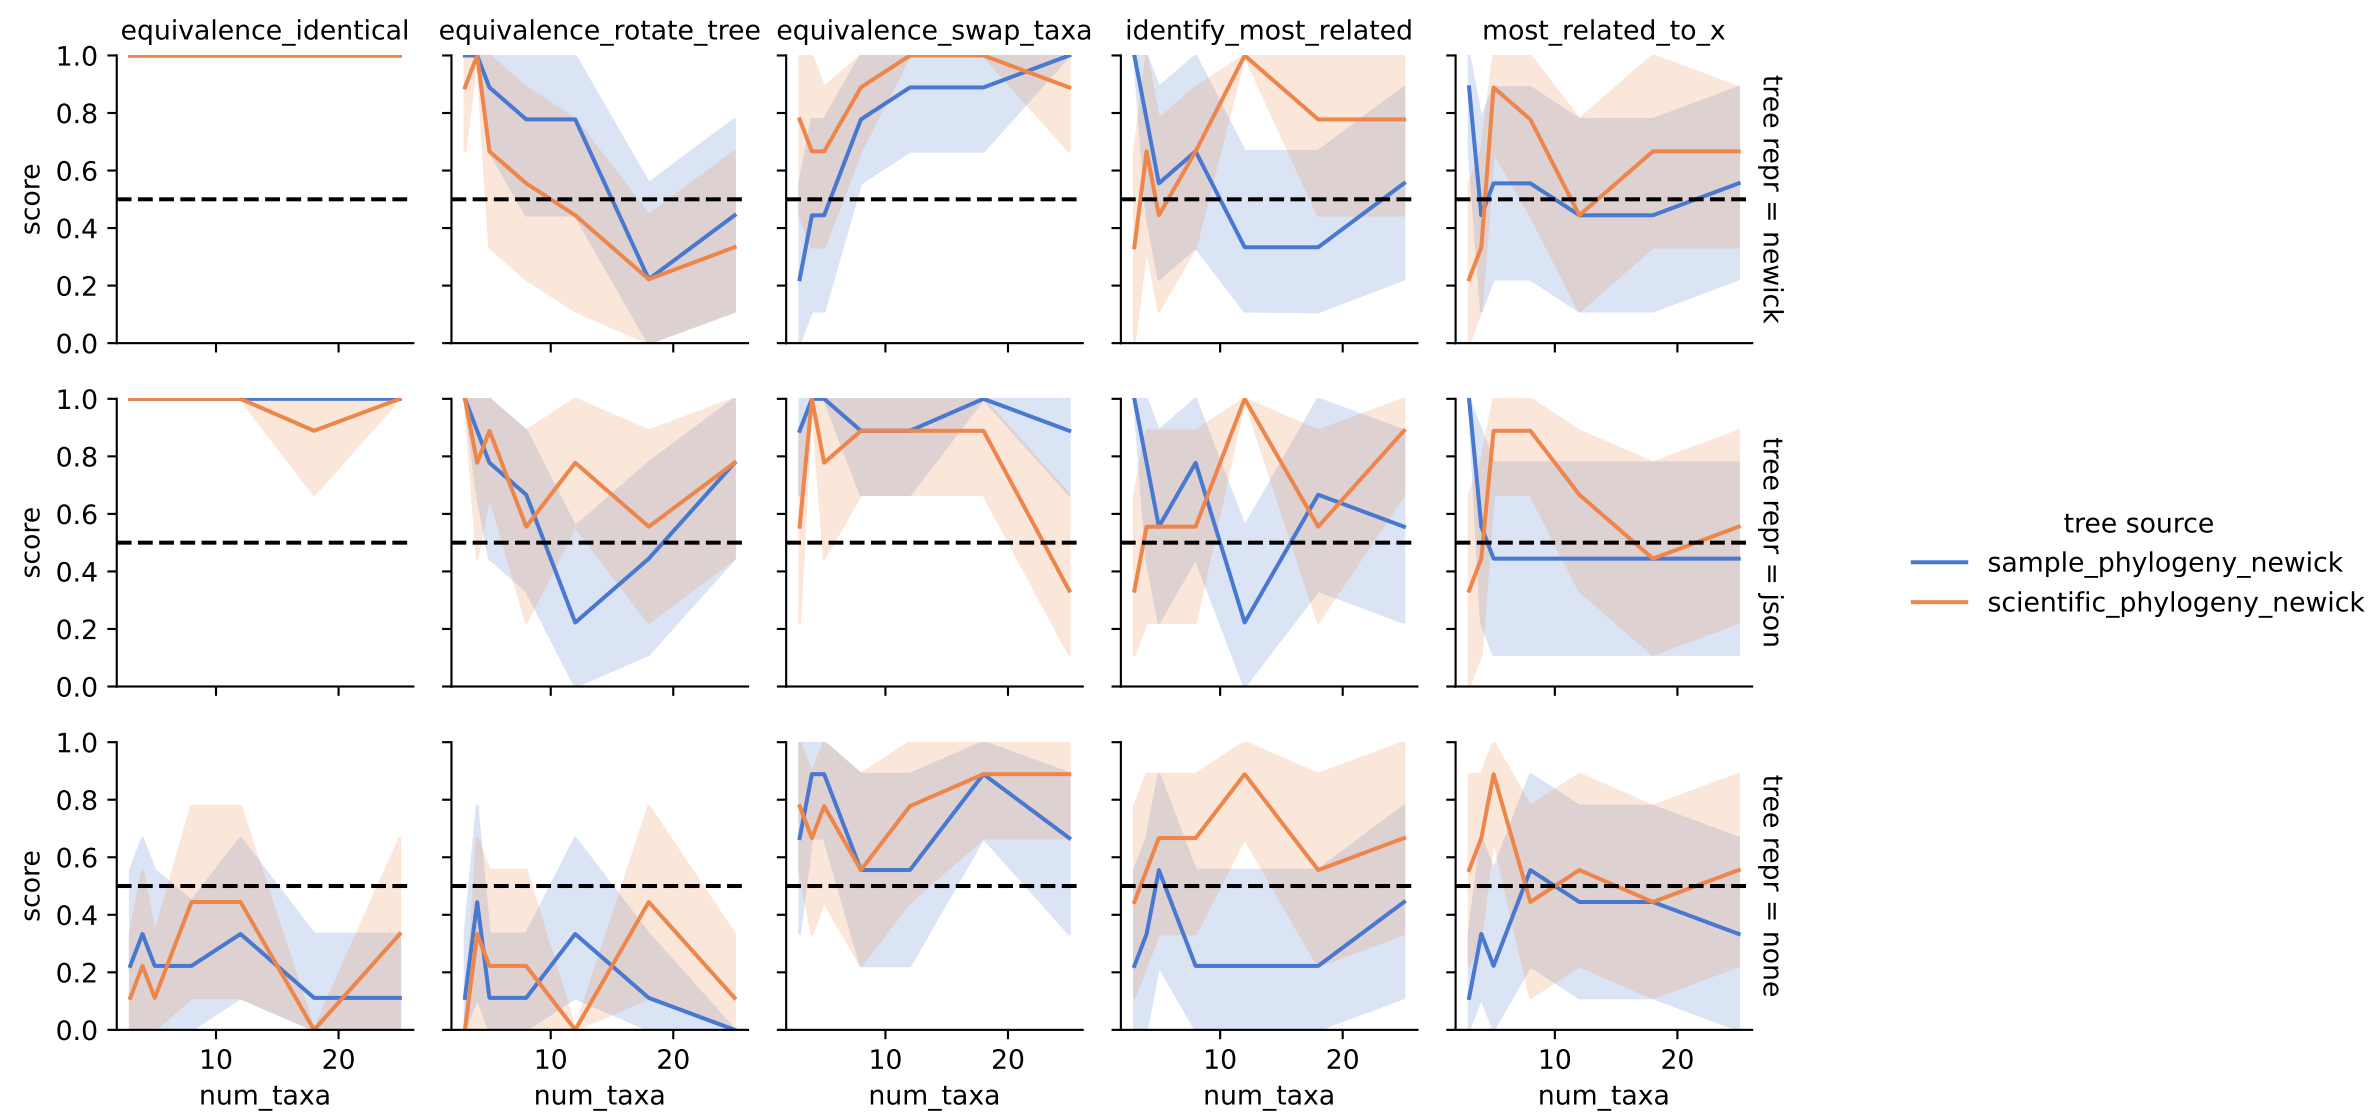 equivalence_identical equivalence_rotate_tree equivalence_swap_taxa identify_most_related most_related_to_x
1.0
0.8
0.6
0.4
0.2
0.0
score
tree repr = newick
1.0
0.8
0.6
0.4
0.2
0.0
score
tree repr = json
tree source
sample_phylogeny_newick
scientific_phylogeny_newick
1.0
0.8
0.6
0.4
0.2
0.0
score
tree repr = none
10 20 10 20 10 20 10 20 10 20
num_taxa num_taxa num_taxa num_taxa num_taxa